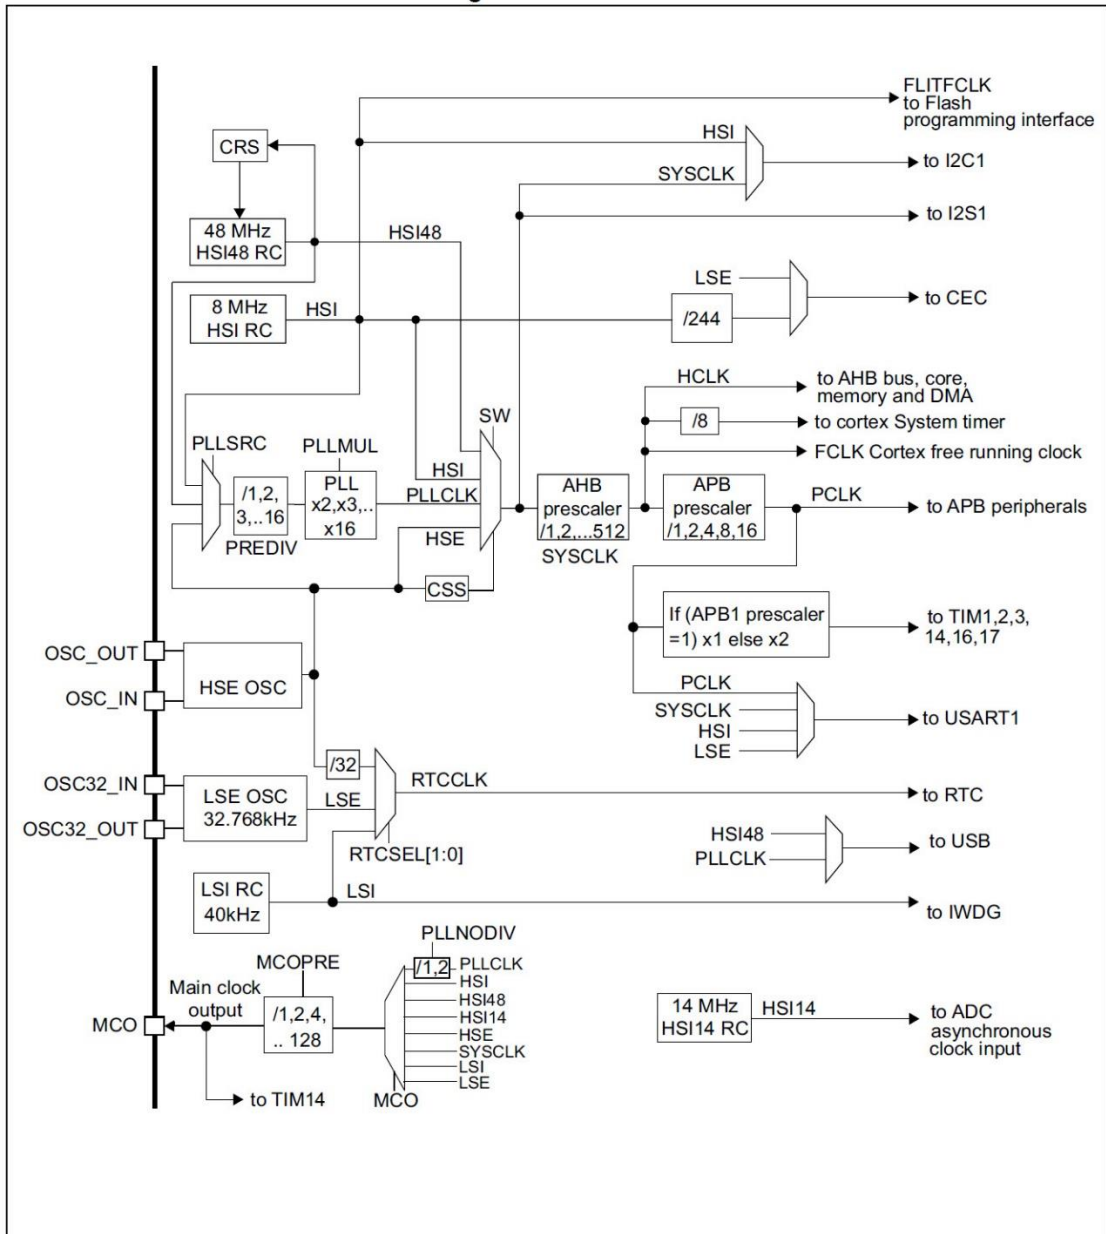 FLITFCLK
to Flash
programming interface
HSI
to I2C1
SYSCLK
CRS
to I2S1
48 MHz
HSI48 RC
HSI48
LSE
to CEC
8 MHz
HSI RC
HSI
/244
HCLK
to AHB bus, core,
memory and DMA
/8
to cortex System timer
FCLK Cortex free running clock
SW
PLLSRC
PLLMUL
HSI
/1,2,
3,..16
PREDIV
PLL
x2,x3,..
x16
PLLCLK
HSE
AHB
prescaler
/1,2,...512
SYSCLK
APB
prescaler
/1,2,4,8,16
PCLK
to APB peripherals
CSS
If (APB1 prescaler
=1) x1 else x2
to TIM1,2,3,
14,16,17
OSC_OUT
OSC_IN
HSE OSC
PCLK
SYSCLK
HSI
LSE
to USART1
OSC32_IN
OSC32_OUT
LSE OSC
32.768kHz
/32
LSE
RTCCLK
to RTC
RTCSEL[1:0]
HSI48
PLLCLK
to USB
LSI RC
40kHz
LSI
to IWDG
PLLNODIV
/1,2
PLLCLK
HSI
HSI48
HSI14
HSE
SYSCLK
LSI
LSE
MCO
MCOPRE
/1,2,4,
.. 128
Main clock
output
MCO
to TIM14
14 MHz
HSI14 RC
HSI14
to ADC
asynchronous
clock input